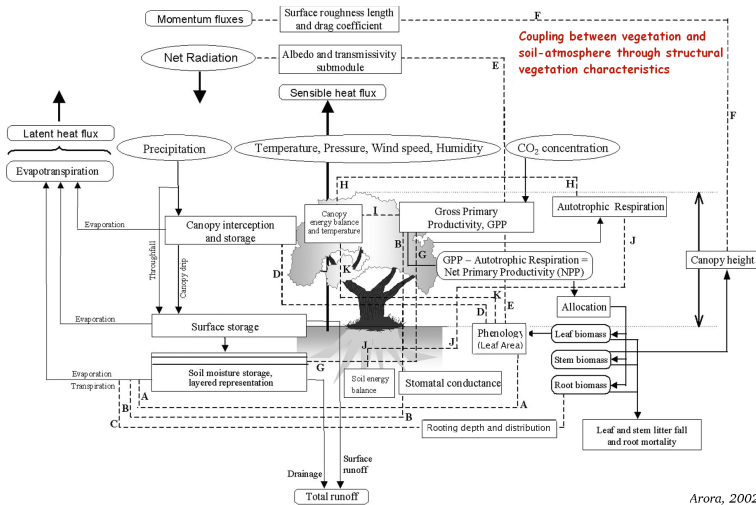 Momentum fluxes
Surface roughness length
and drag coefficient
F
Coupling between vegetation and
soil-atmosphere through structural
vegetation characteristics
Net Radiation
Albedo and transmissivity
submodule
E
Sensible heat flux
F
Latent heat flux
Precipitation
Temperature, Pressure, Wind speed, Humidity
CO₂ concentration
Evapotranspiration
H
H
Canopy
energy balance
and temperature
I
Gross Primary
Productivity, GPP
Autotrophic Respiration
Evaporation
Canopy interception
and storage
B
G
J
Throughfall
Canopy drip
D
K
GPP – Autotrophic Respiration =
Net Primary Productivity (NPP)
Canopy height
K
E
D
Allocation
Evaporation
Surface storage
Phenology
(Leaf Area)
Leaf biomass
J
J
Stem biomass
G
Soil moisture storage,
layered representation
Soil energy
balance
Stomatal conductance
Root biomass
Evaporation
Transpiration
A
B
C
A
B
Rooting depth and distribution
Leaf and stem litter fall
and root mortality
Drainage
Surface
runoff
Total runoff
Arora, 2002